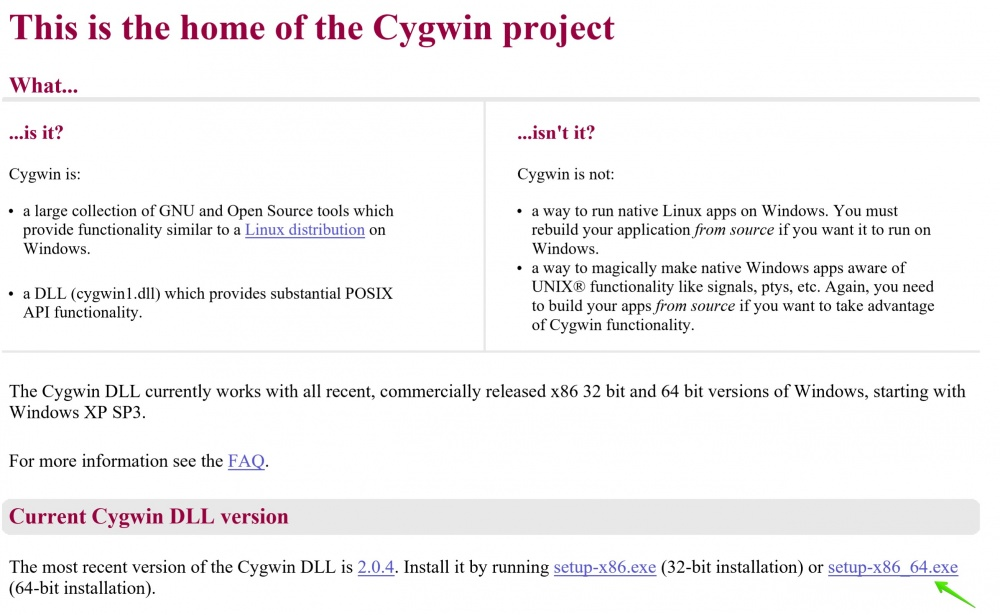 This is the home of the Cygwin project
What...
...is it?
Cygwin is:
• a large collection of GNU and Open Source tools which
provide functionality similar to a Linux distribution on
Windows.
• a DLL (cygwin1.dll) which provides substantial POSIX
API functionality.
...isn't it?
Cygwin is not:
• a way to run native Linux apps on Windows. You must
rebuild your application from source if you want it to run on
Windows.
• a way to magically make native Windows apps aware of
UNIX® functionality like signals, ptys, etc. Again, you need
to build your apps from source if you want to take advantage
of Cygwin functionality.
The Cygwin DLL currently works with all recent, commercially released x86 32 bit and 64 bit versions of Windows, starting with
Windows XP SP3.
For more information see the FAQ.
Current Cygwin DLL version
The most recent version of the Cygwin DLL is 2.0.4. Install it by running setup-x86.exe (32-bit installation) or setup-x86_64.exe
(64-bit installation).